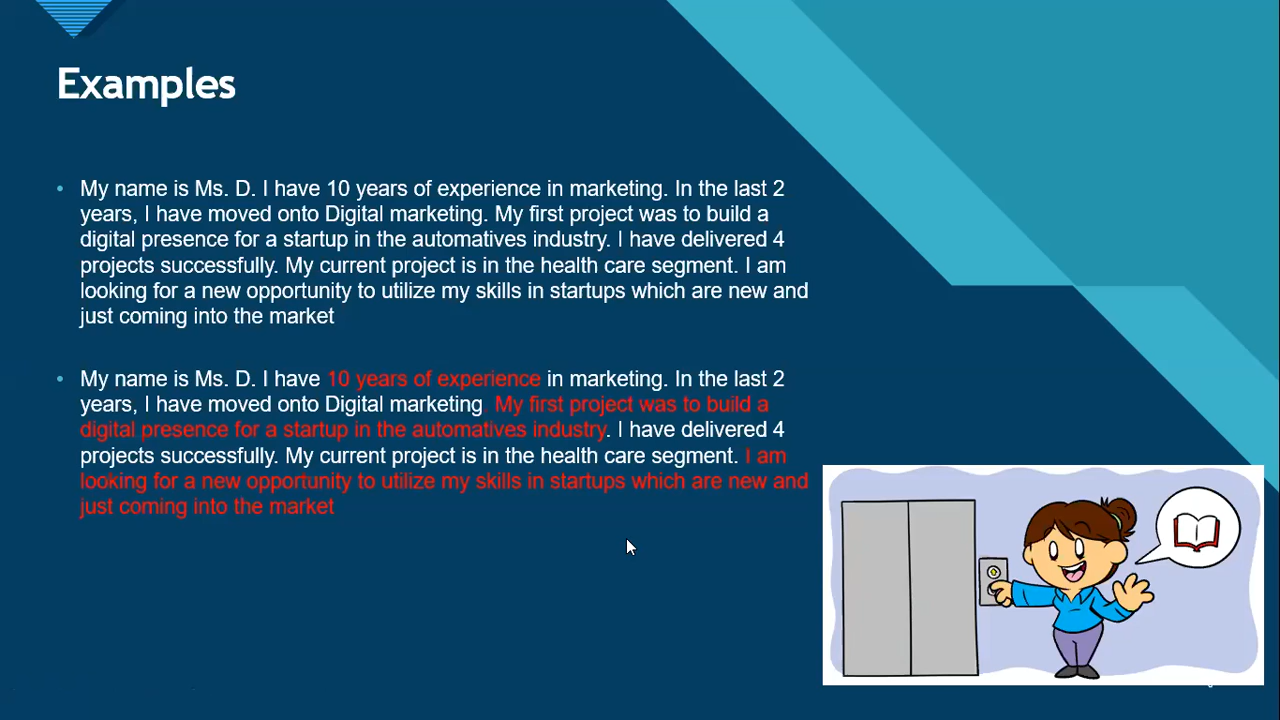 Examples
• My name is Ms. D. I have 10 years of experience in marketing. In the last 2
years, I have moved onto Digital marketing. My first project was to build a
digital presence for a startup in the automatives industry. I have delivered 4
projects successfully. My current project is in the health care segment. I am
looking for a new opportunity to utilize my skills in startups which are new and
just coming into the market
• My name is Ms. D. I have 10 years of experience in marketing. In the last 2
years, I have moved onto Digital marketing. My first project was to build a
digital presence for a startup in the automatives industry. I have delivered 4
projects successfully. My current project is in the health care segment. I am
looking for a new opportunity to utilize my skills in startups which are new and
just coming into the market